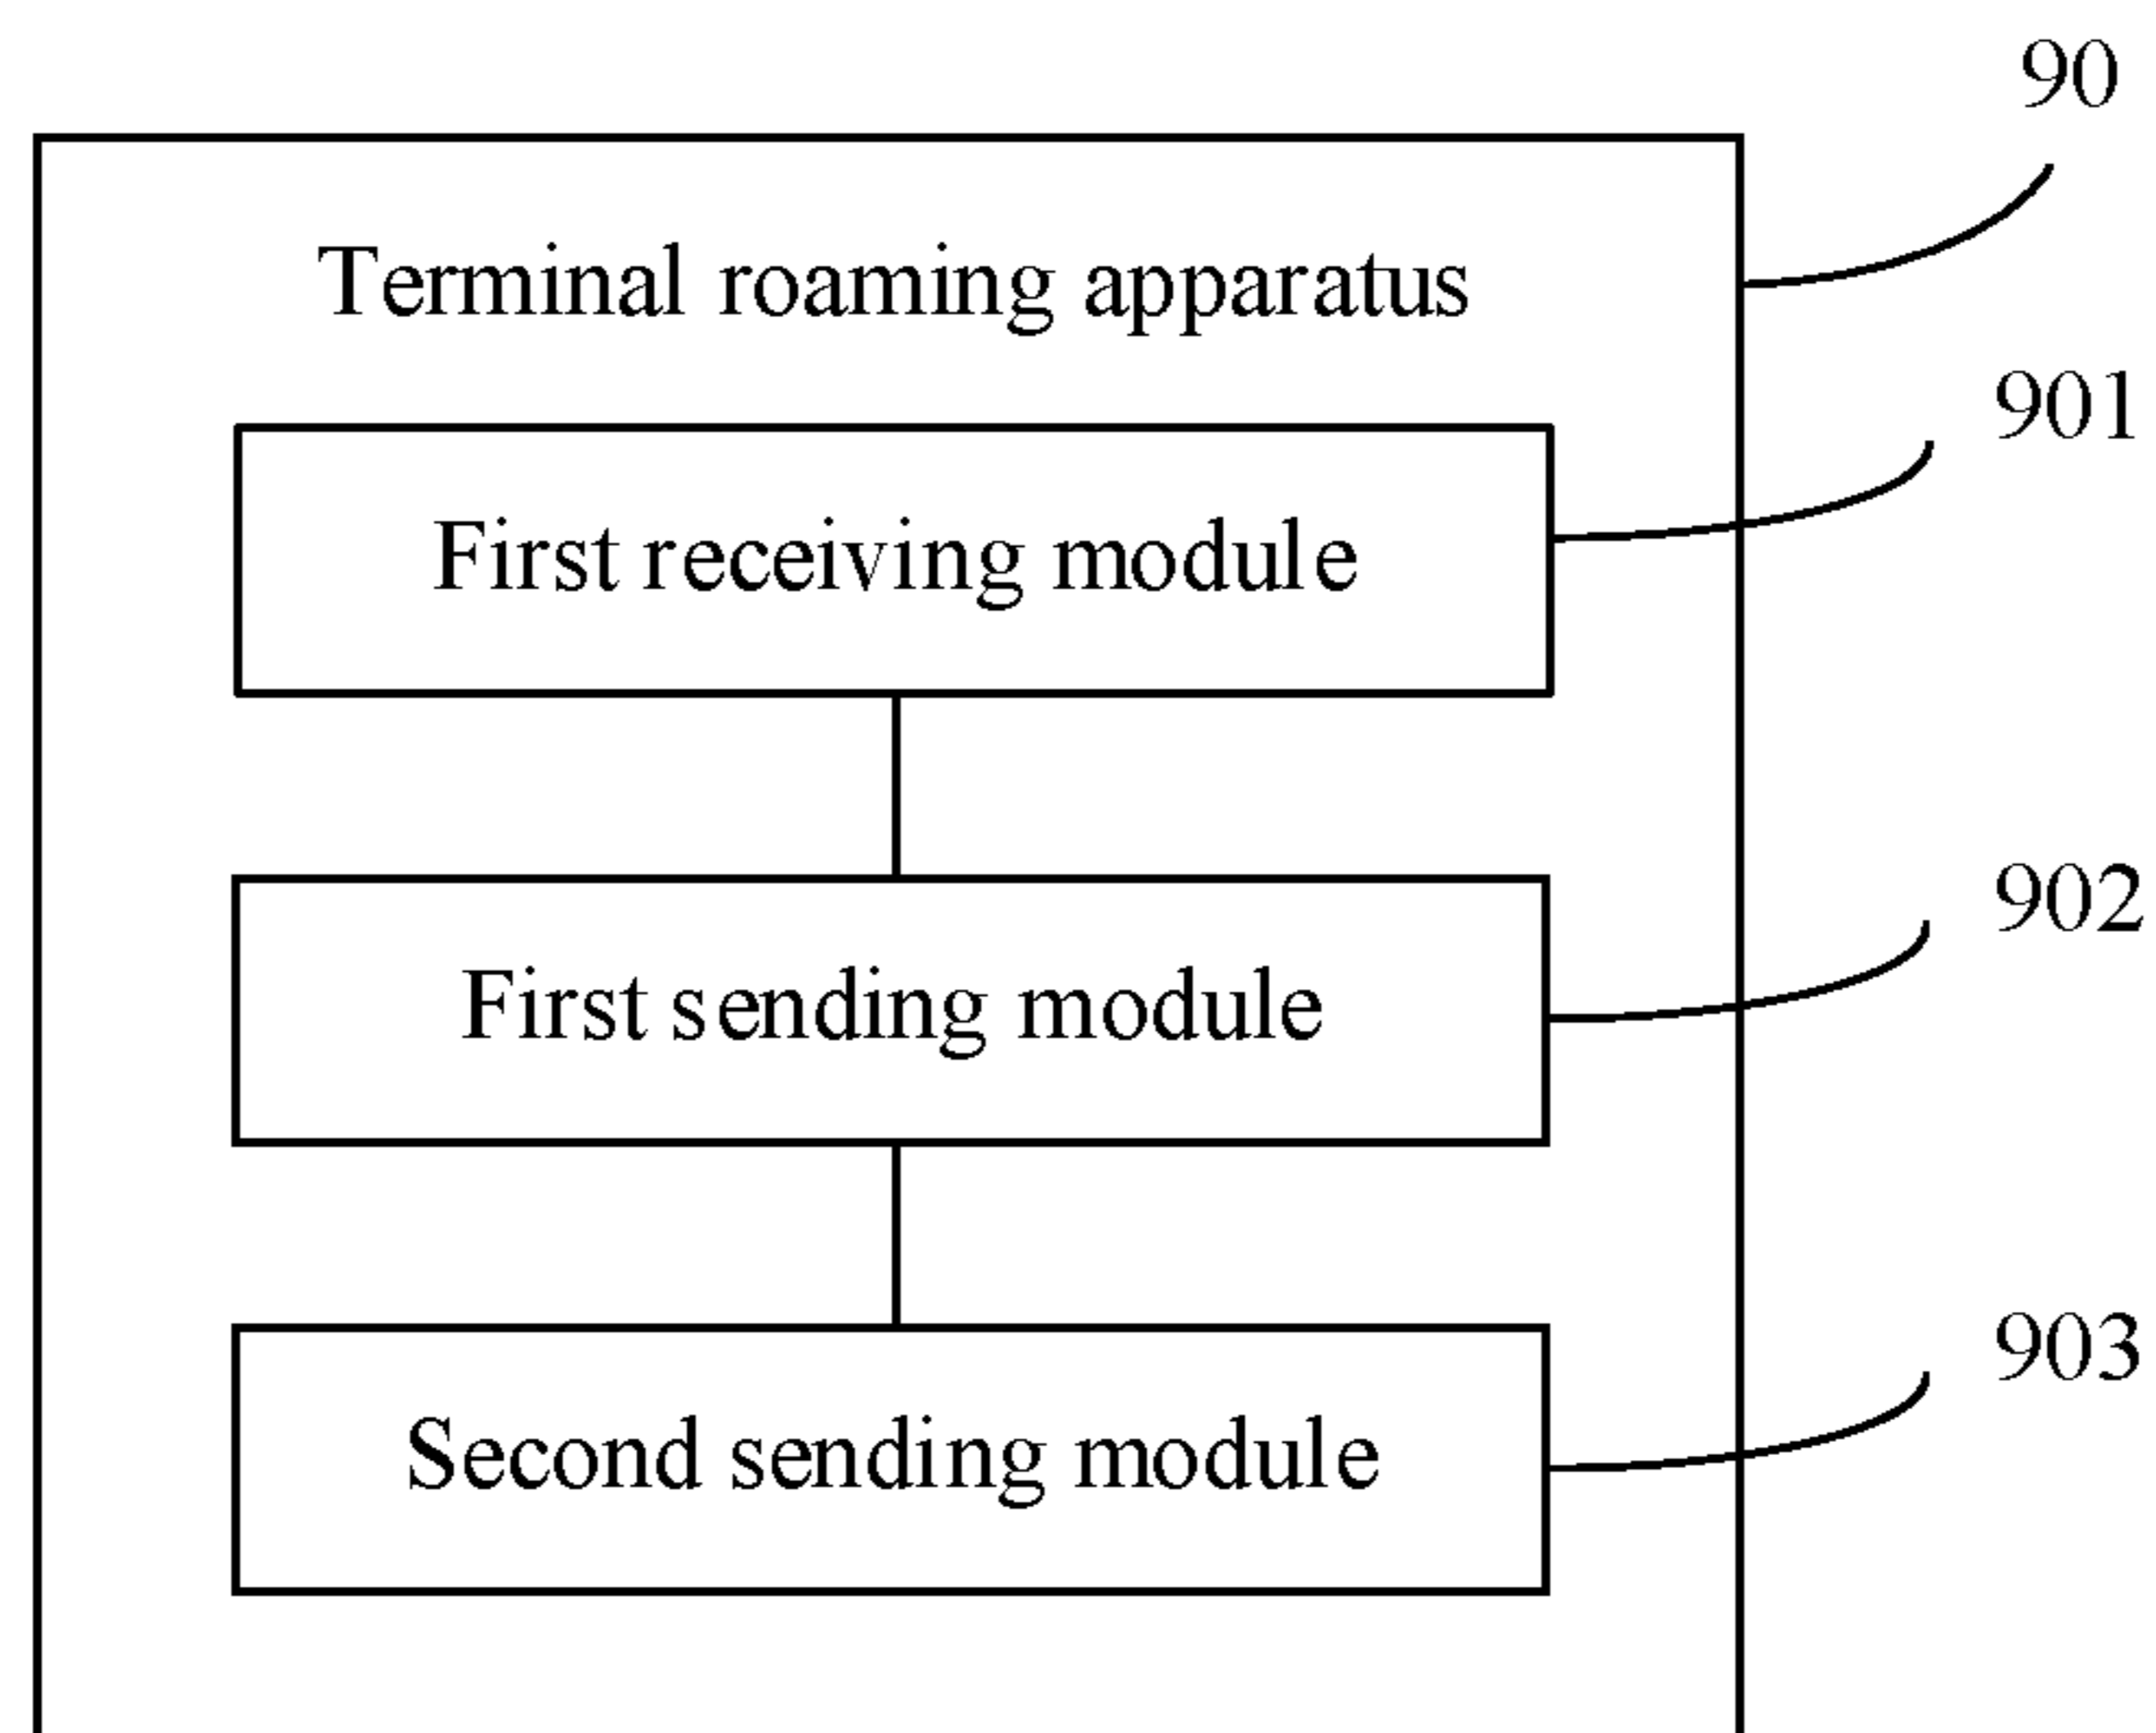 90
Terminal roaming apparatus
901
First receiving module
902
First sending module
903
Second sending module